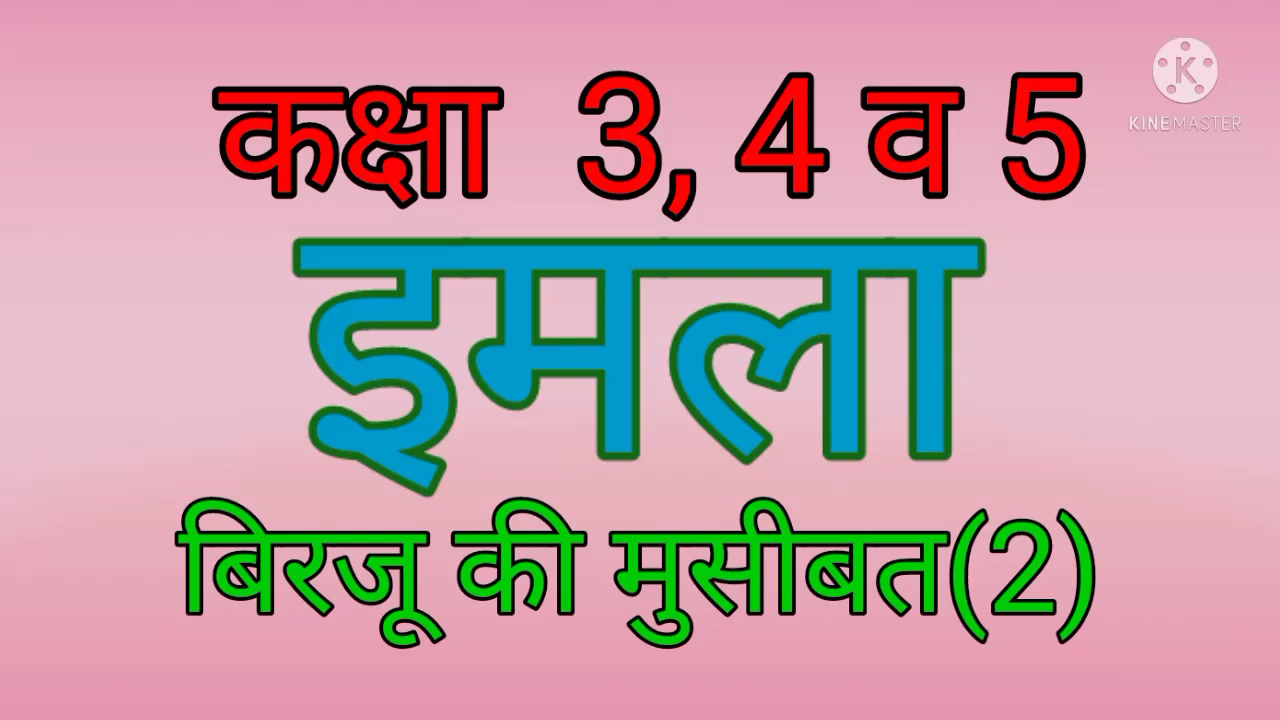 कक्षा 3, 4 व 5
K
KINEMASTER
इमला
बिरजू की मुसीबत(2)